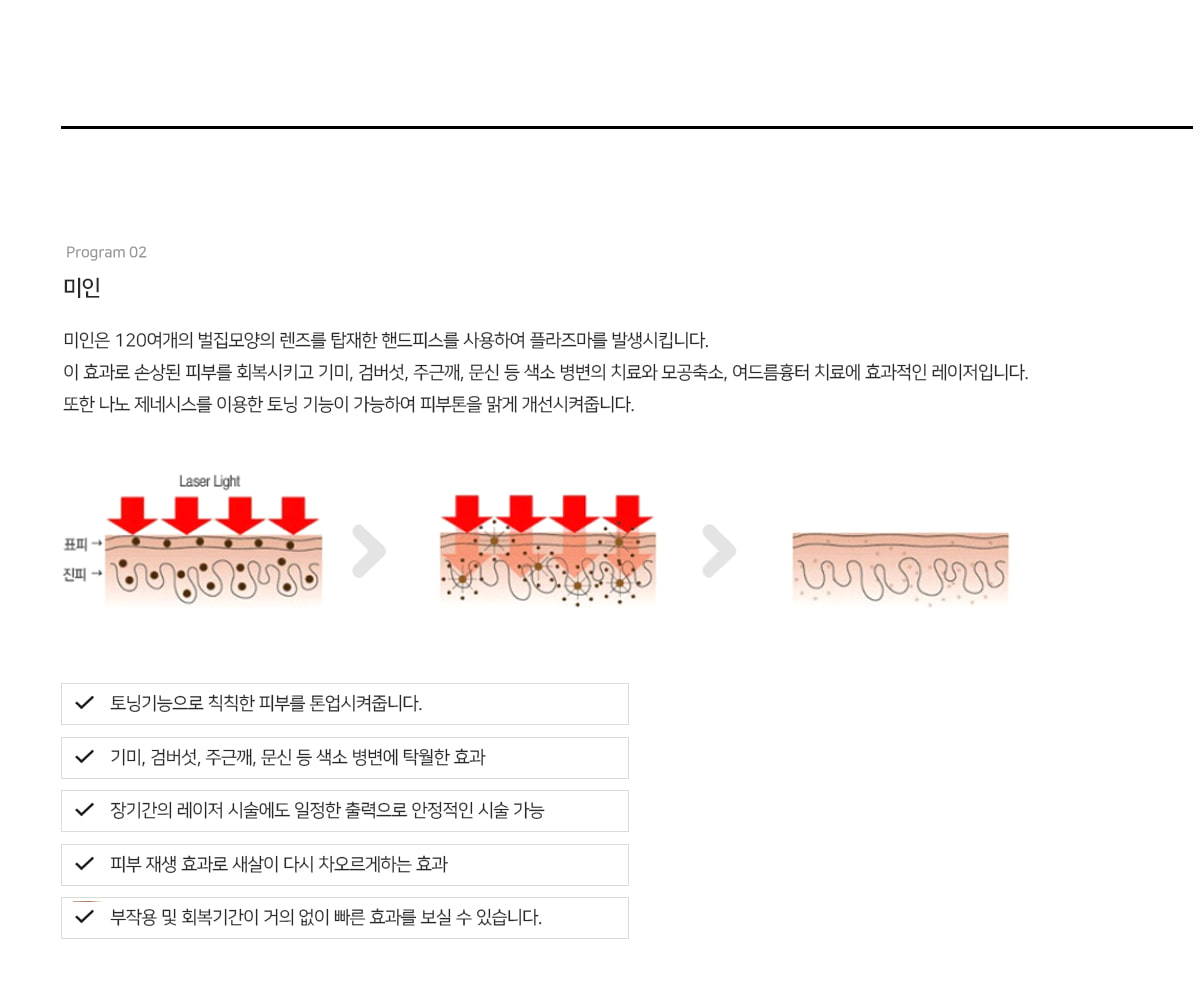 Program 02
미인
미인은 120여개의 벌집모양의 렌즈를 탑재한 핸드피스를 사용하여 플라즈마를 발생시킵니다.
이 효과로 손상된 피부를 회복시키고 기미, 검버섯, 주근깨, 문신 등 색소 병변의 치료와 모공축소, 여드름흉터 치료에 효과적인 레이저입니다.
또한 나노 제네시스를 이용한 토닝 기능이 가능하여 피부톤을 맑게 개선시켜줍니다.
Laser Light
표피 →
진피 →
토닝기능으로 칙칙한 피부를 톤업시켜줍니다.
기미, 검버섯, 주근깨, 문신 등 색소 병변에 탁월한 효과
장기간의 레이저 시술에도 일정한 출력으로 안정적인 시술 가능
피부 재생 효과로 새살이 다시 차오르게하는 효과
부작용 및 회복기간이 거의 없이 빠른 효과를 보실 수 있습니다.